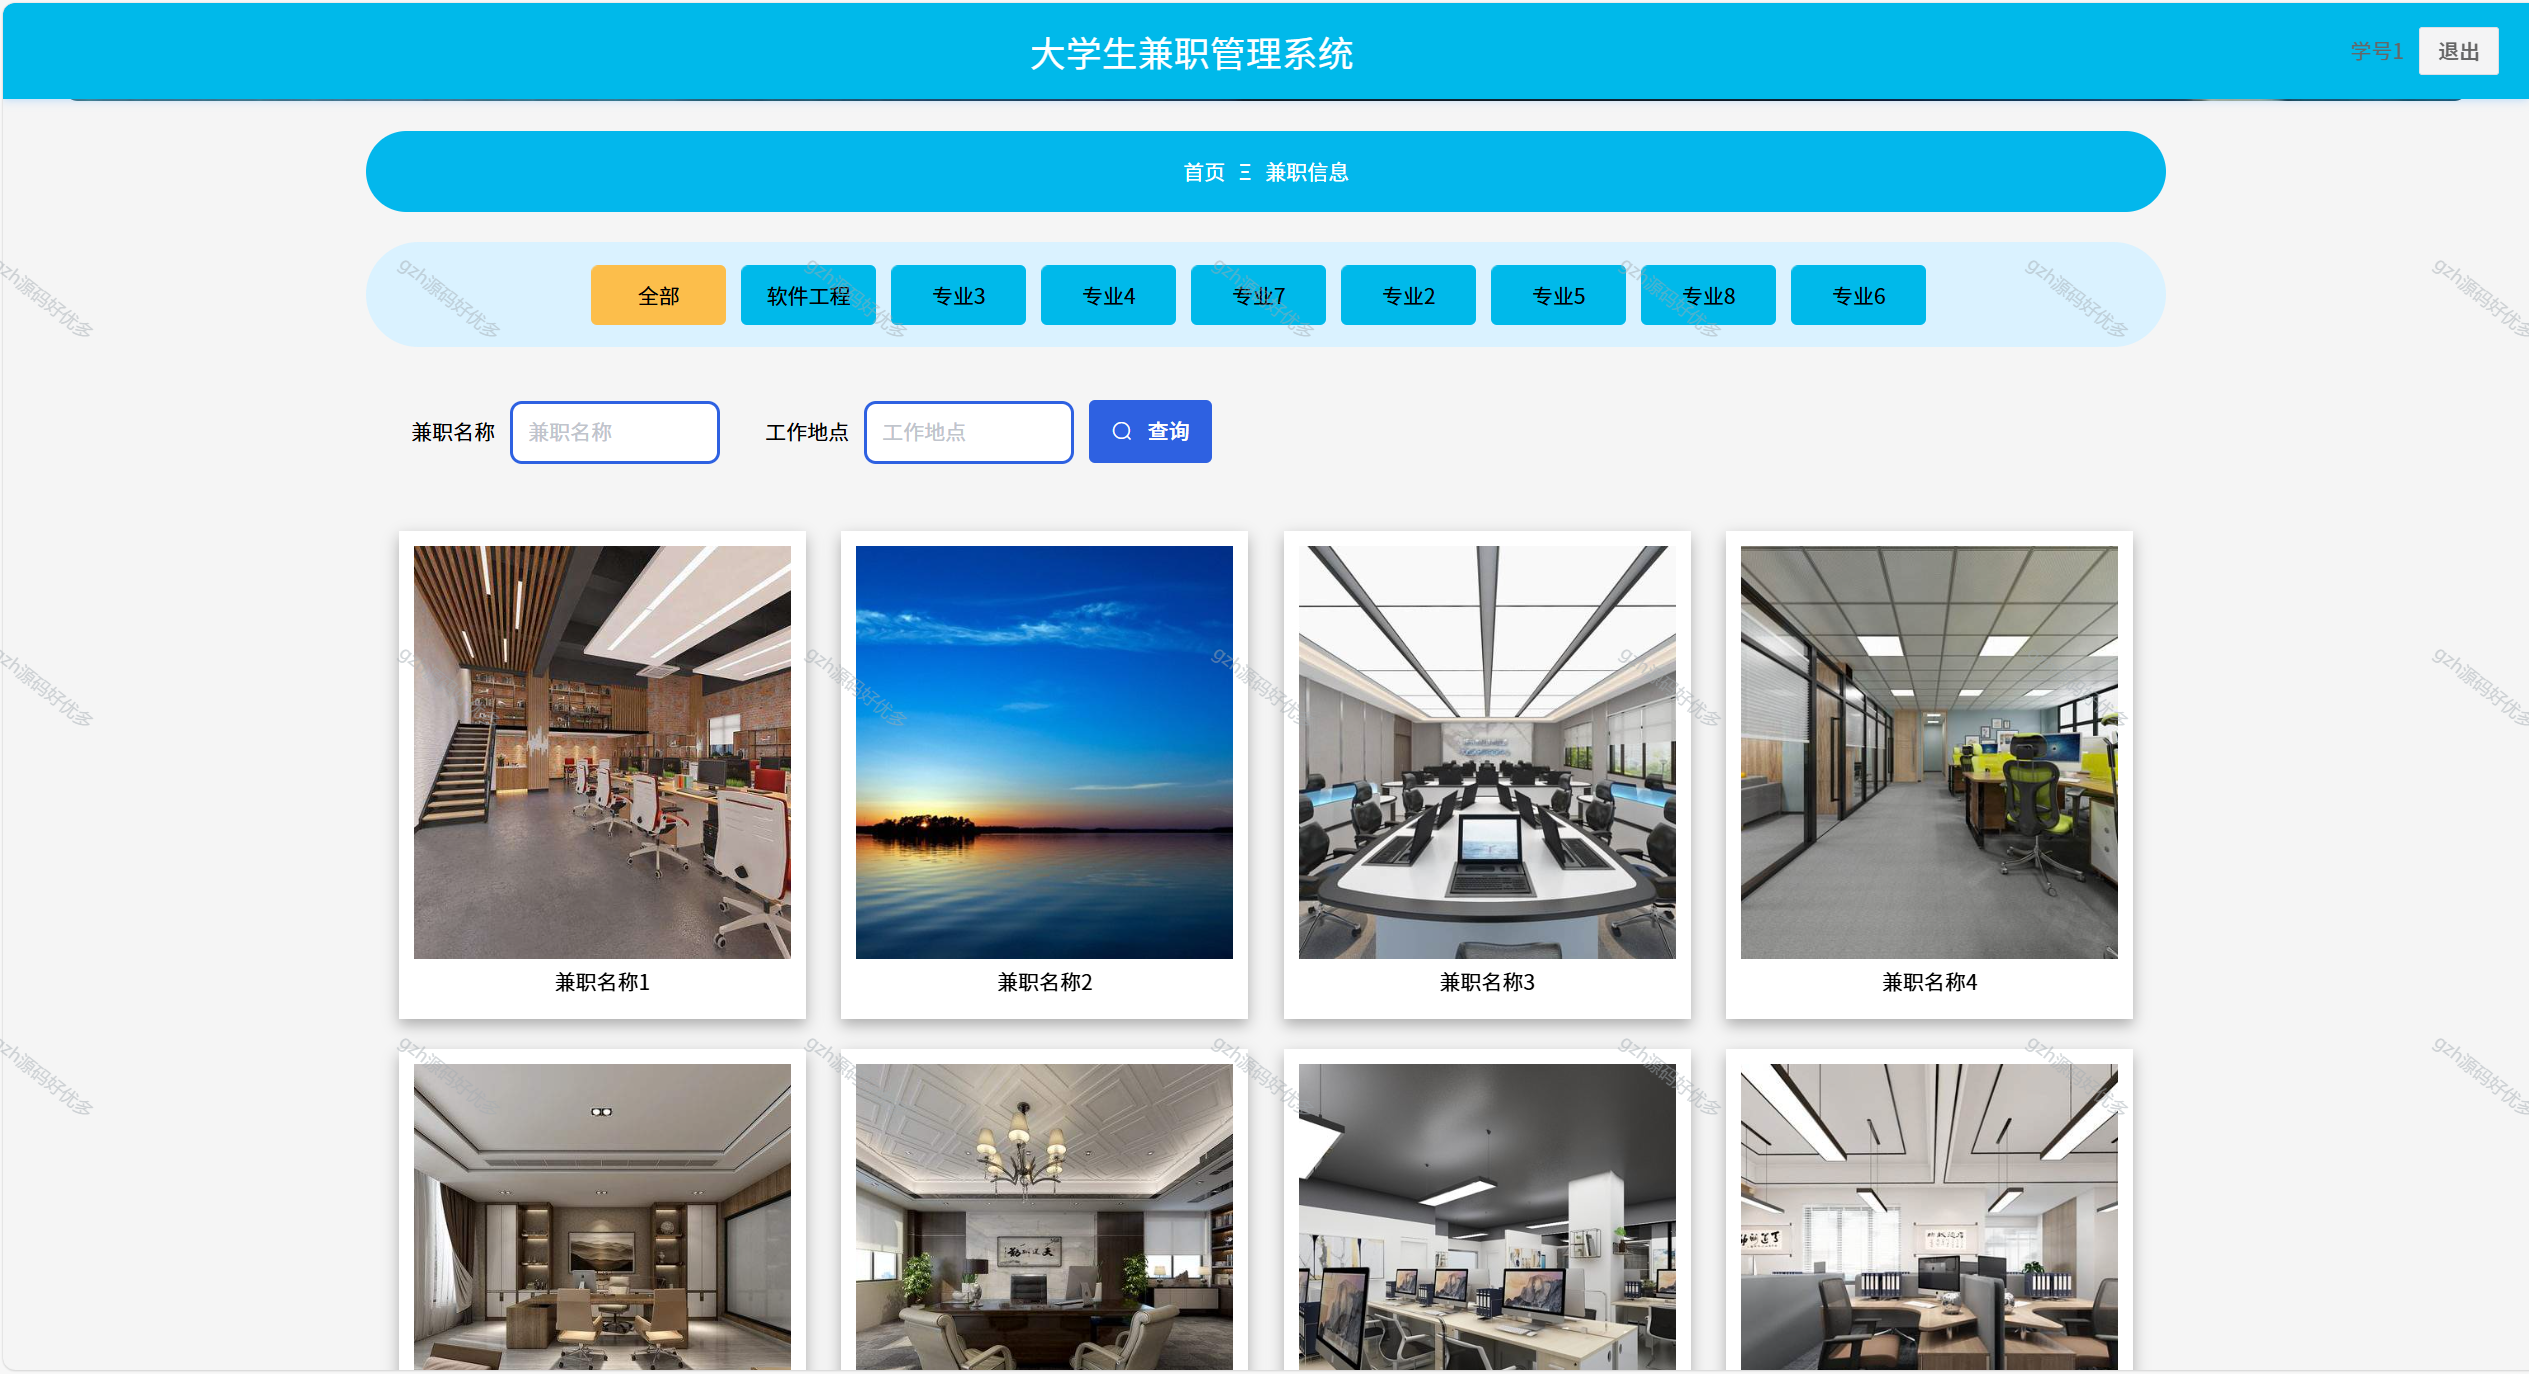 大学生兼职管理系统
学号1 退出
首页 Ξ 兼职信息
全部 软件工程 专业3 专业4 专业7 专业2 专业5 专业8 专业6
兼职名称 兼职名称 工作地点 工作地点 查询
兼职名称1 兼职名称2 兼职名称3 兼职名称4
gzh源码好优多